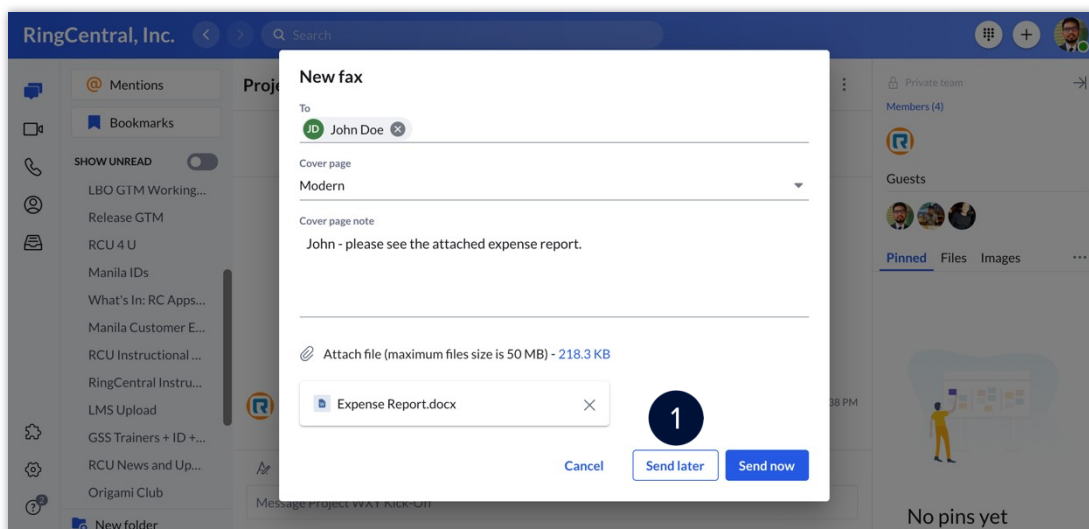 RingCentral, Inc.
Search
@ Mentions
Bookmarks
SHOW UNREAD
LBO GTM Working...
Release GTM
RCU 4 U
Manila IDs
What's In: RC Apps...
Manila Customer E...
RCU Instructional ...
RingCentral Instru...
LMS Upload
GSS Trainers + ID +...
RCU News and Up...
Origami Club
New folder
2
Proje
New fax
To
JD John Doe
Cover page
Modern
Cover page note
John - please see the attached expense report.
Attach file (maximum files size is 50 MB) - 218.3 KB
Expense Report.docx
1
Cancel Send later Send now
38 PM
Message Project WXY Kick-Off
Private team
Members (4)
Guests
Pinned Files Images
No pins yet